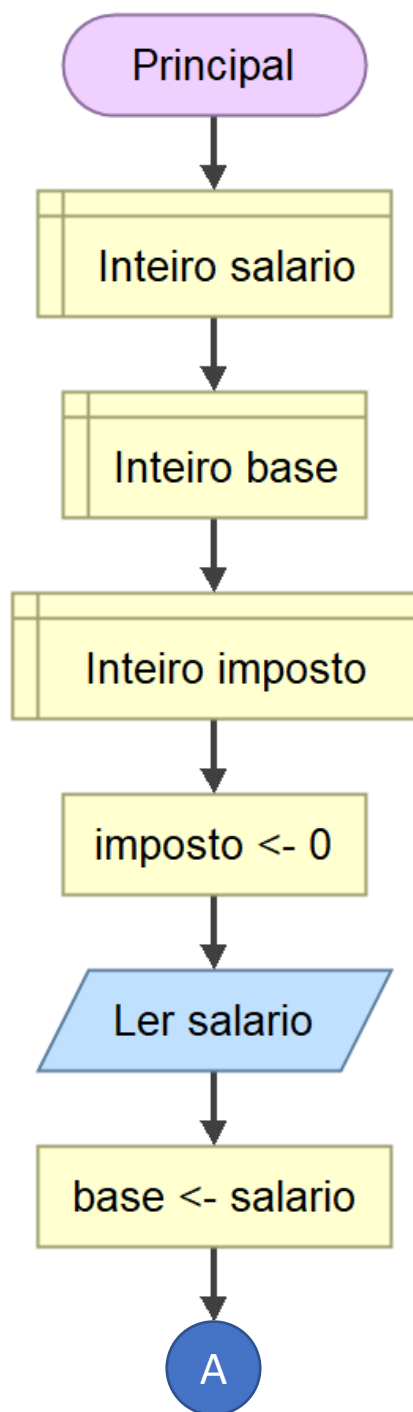 Principal
Inteiro salario
Inteiro base
Inteiro imposto
imposto <- 0
Ler salario
base <- salario
A